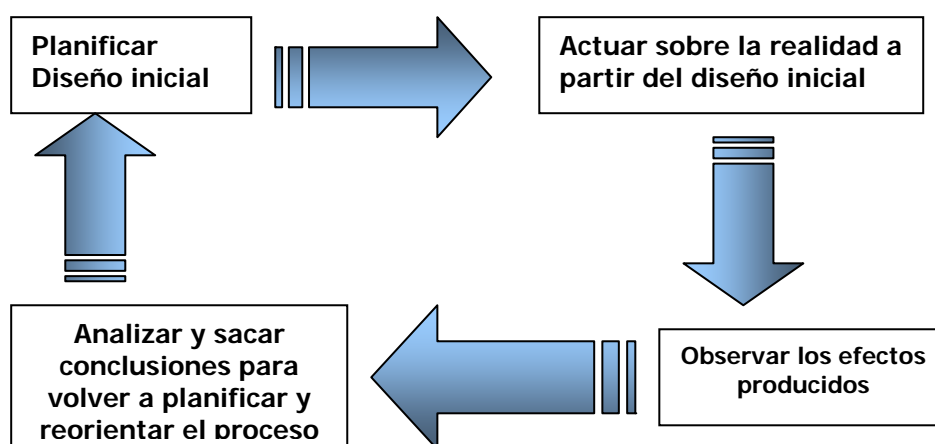 Planificar
Diseño inicial
Actuar sobre la realidad a
partir del diseño inicial
Analizar y sacar
conclusiones para
volver a planificar y
reorientar el proceso
Observar los efectos
producidos